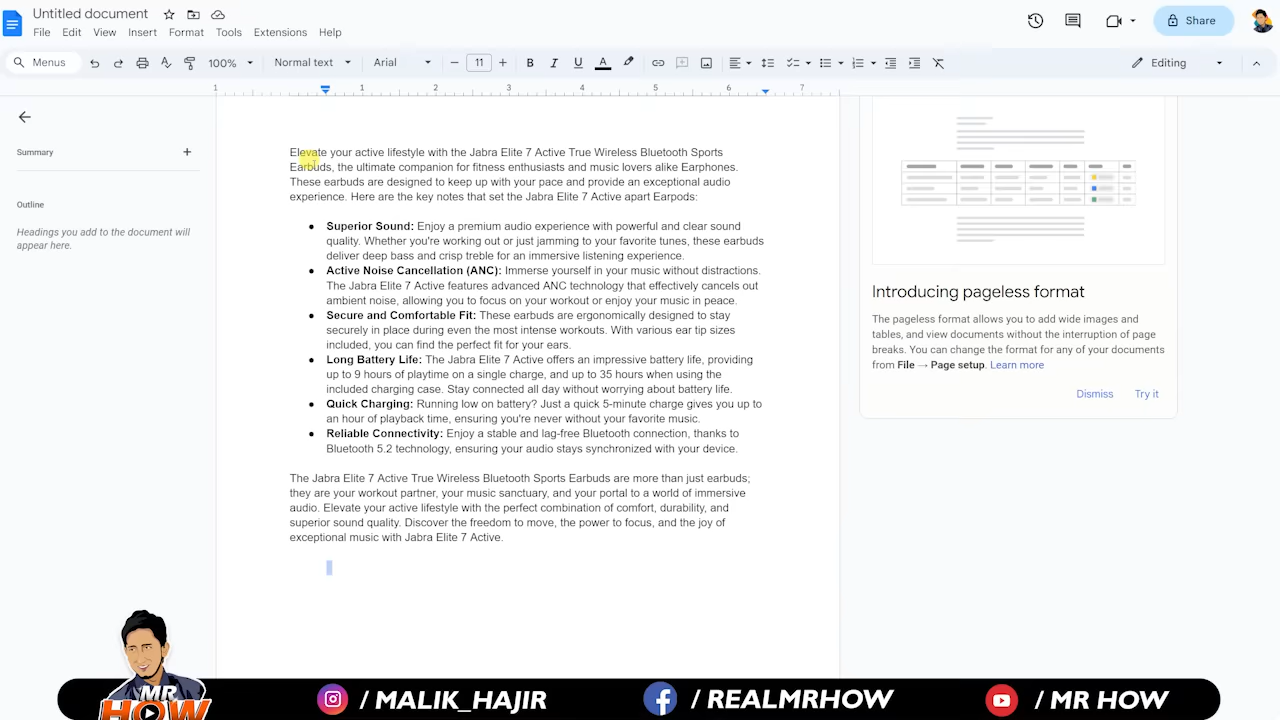 Untitled document
File Edit View Insert Format Tools Extensions Help
Share
Menus 100% Normal text Arial 11 Editing
1 1 2 3 4 5 6 7
Summary
Outline
Headings you add to the document will
appear here.
Elevate your active lifestyle with the Jabra Elite 7 Active True Wireless Bluetooth Sports
Earbuds, the ultimate companion for fitness enthusiasts and music lovers alike Earphones.
These earbuds are designed to keep up with your pace and provide an exceptional audio
experience. Here are the key notes that set the Jabra Elite 7 Active apart Earpods:
● Superior Sound: Enjoy a premium audio experience with powerful and clear sound
quality. Whether you're working out or just jamming to your favorite tunes, these earbuds
deliver deep bass and crisp treble for an immersive listening experience.
● Active Noise Cancellation (ANC): Immerse yourself in your music without distractions.
The Jabra Elite 7 Active features advanced ANC technology that effectively cancels out
ambient noise, allowing you to focus on your workout or enjoy your music in peace.
● Secure and Comfortable Fit: These earbuds are ergonomically designed to stay
securely in place during even the most intense workouts. With various ear tip sizes
included, you can find the perfect fit for your ears.
● Long Battery Life: The Jabra Elite 7 Active offers an impressive battery life, providing
up to 9 hours of playtime on a single charge, and up to 35 hours when using the
included charging case. Stay connected all day without worrying about battery life.
● Quick Charging: Running low on battery? Just a quick 5-minute charge gives you up to
an hour of playback time, ensuring you're never without your favorite music.
● Reliable Connectivity: Enjoy a stable and lag-free Bluetooth connection, thanks to
Bluetooth 5.2 technology, ensuring your audio stays synchronized with your device.
The Jabra Elite 7 Active True Wireless Bluetooth Sports Earbuds are more than just earbuds;
they are your workout partner, your music sanctuary, and your portal to a world of immersive
audio. Elevate your active lifestyle with the perfect combination of comfort, durability, and
superior sound quality. Discover the freedom to move, the power to focus, and the joy of
exceptional music with Jabra Elite 7 Active.
Introducing pageless format
The pageless format allows you to add wide images and
tables, and view documents without the interruption of page
breaks. You can change the format for any of your documents
from File → Page setup. Learn more
Dismiss Try it
MR
HOW
/ MALIK_HAJIR / REALMRHOW / MR HOW